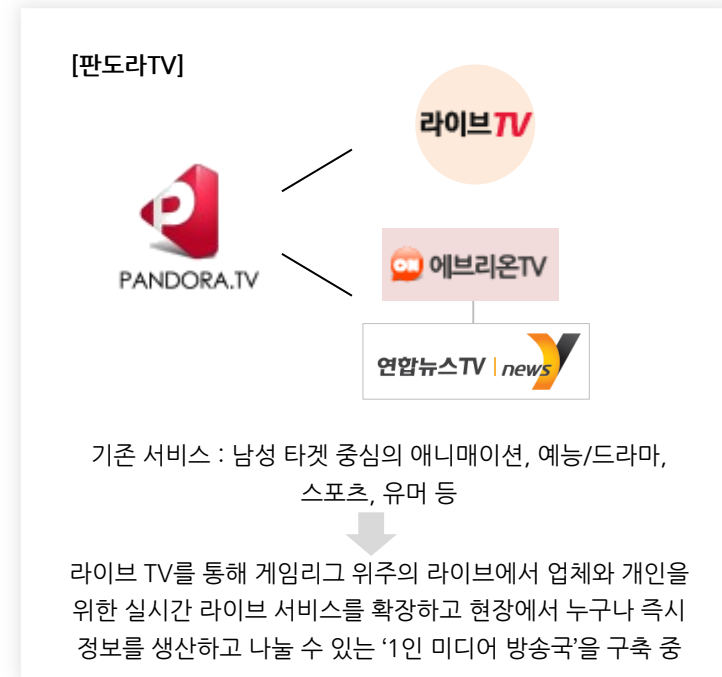 [판도라TV]
라이브TV
P
PANDORA.TV
ON 에브리온TV
연합뉴스TV | news Y
기존 서비스 : 남성 타겟 중심의 애니매이션, 예능/드라마,
스포츠, 유머 등
라이브 TV를 통해 게임리그 위주의 라이브에서 업체와 개인을
위한 실시간 라이브 서비스를 확장하고 현장에서 누구나 즉시
정보를 생산하고 나눌 수 있는 ‘1인 미디어 방송국’을 구축 중